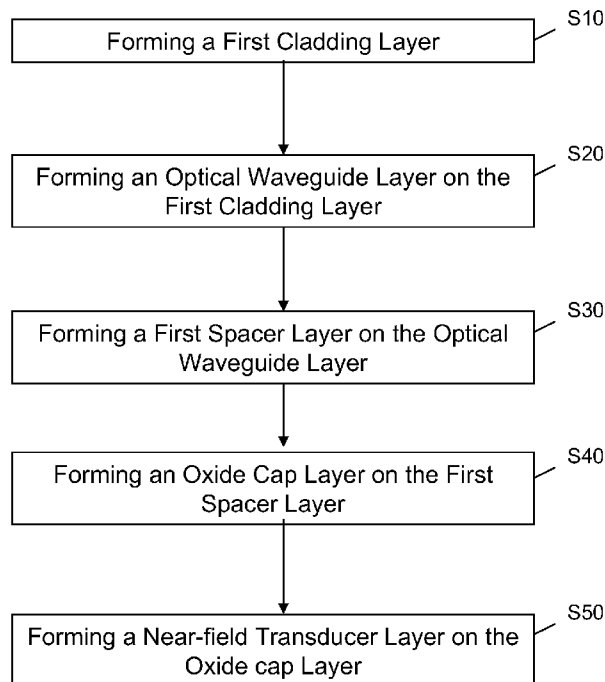 S10
Forming a First Cladding Layer
S20
Forming an Optical Waveguide Layer on the
First Cladding Layer
S30
Forming a First Spacer Layer on the Optical
Waveguide Layer
S40
Forming an Oxide Cap Layer on the First
Spacer Layer
S50
Forming a Near-field Transducer Layer on the
Oxide cap Layer